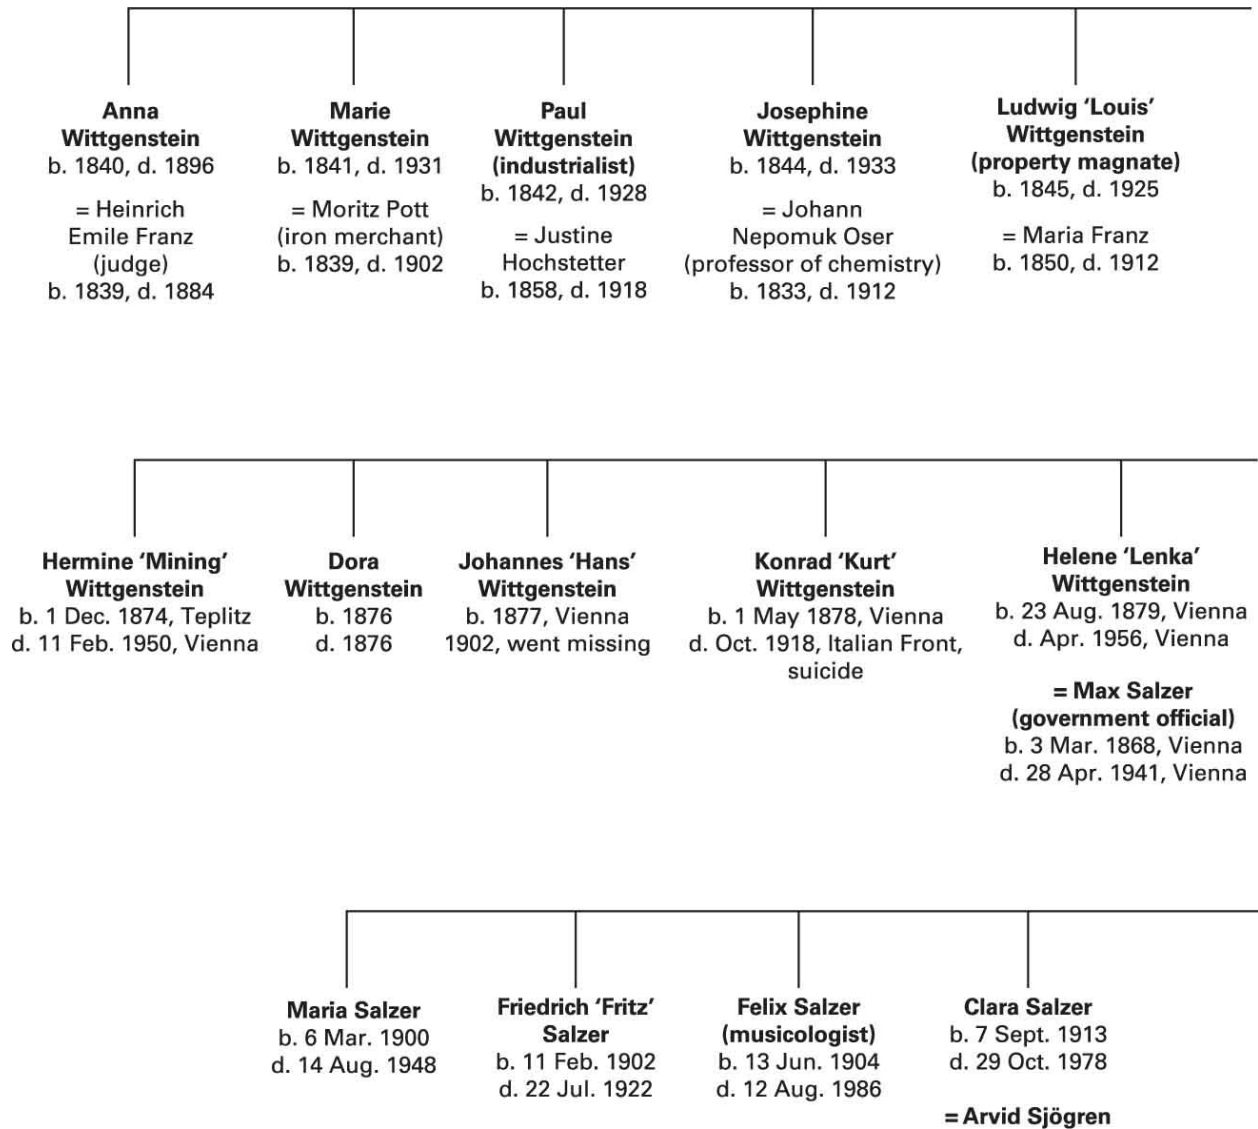 Anna
Wittgenstein
b. 1840, d. 1896
= Heinrich
Emile Franz
(judge)
b. 1839, d. 1884
Marie
Wittgenstein
b. 1841, d. 1931
= Moritz Pott
(iron merchant)
b. 1839, d. 1902
Paul
Wittgenstein
(industrialist)
b. 1842, d. 1928
= Justine
Hochstetter
b. 1858, d. 1918
Josephine
Wittgenstein
b. 1844, d. 1933
= Johann
Nepomuk Oser
(professor of chemistry)
b. 1833, d. 1912
Ludwig ‘Louis’
Wittgenstein
(property magnate)
b. 1845, d. 1925
= Maria Franz
b. 1850, d. 1912
Hermine ‘Mining’
Wittgenstein
b. 1 Dec. 1874, Teplitz
d. 11 Feb. 1950, Vienna
Dora
Wittgenstein
b. 1876
d. 1876
Johannes ‘Hans’
Wittgenstein
b. 1877, Vienna
1902, went missing
Konrad ‘Kurt’
Wittgenstein
b. 1 May 1878, Vienna
d. Oct. 1918, Italian Front,
suicide
Helene ‘Lenka’
Wittgenstein
b. 23 Aug. 1879, Vienna
d. Apr. 1956, Vienna
= Max Salzer
(government official)
b. 3 Mar. 1868, Vienna
d. 28 Apr. 1941, Vienna
Maria Salzer
b. 6 Mar. 1900
d. 14 Aug. 1948
Friedrich ‘Fritz’
Salzer
b. 11 Feb. 1902
d. 22 Jul. 1922
Felix Salzer
(musicologist)
b. 13 Jun. 1904
d. 12 Aug. 1986
Clara Salzer
b. 7 Sept. 1913
d. 29 Oct. 1978
= Arvid Sjögren